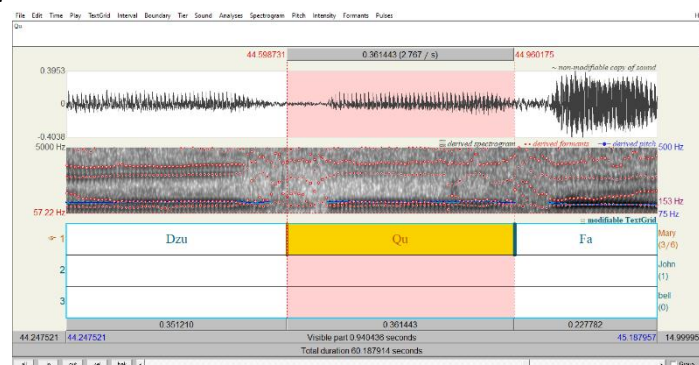 File Edit Time Play TextGrid Interval Boundary Tier Sound Analyses Spectrogram Pitch Intensity Formants Pulses
Qu
44.598731 0.361443 (2.767 / s) 44.960175
0.3953 ~ non-modifiable copy of sound
0
-0.4038
5000 Hz derived spectrogram derived formants derived pitch 500 Hz
153 Hz
57.22 Hz 75 Hz
modifiable TextGrid
1 Dzu Qu Fa Mary (3/6)
2 John (1)
3 bell (0)
0.351210 0.361443 0.227782
44.247521 44.247521 Visible part 0.940436 seconds 45.187957 14.99995
Total duration 60.187914 seconds